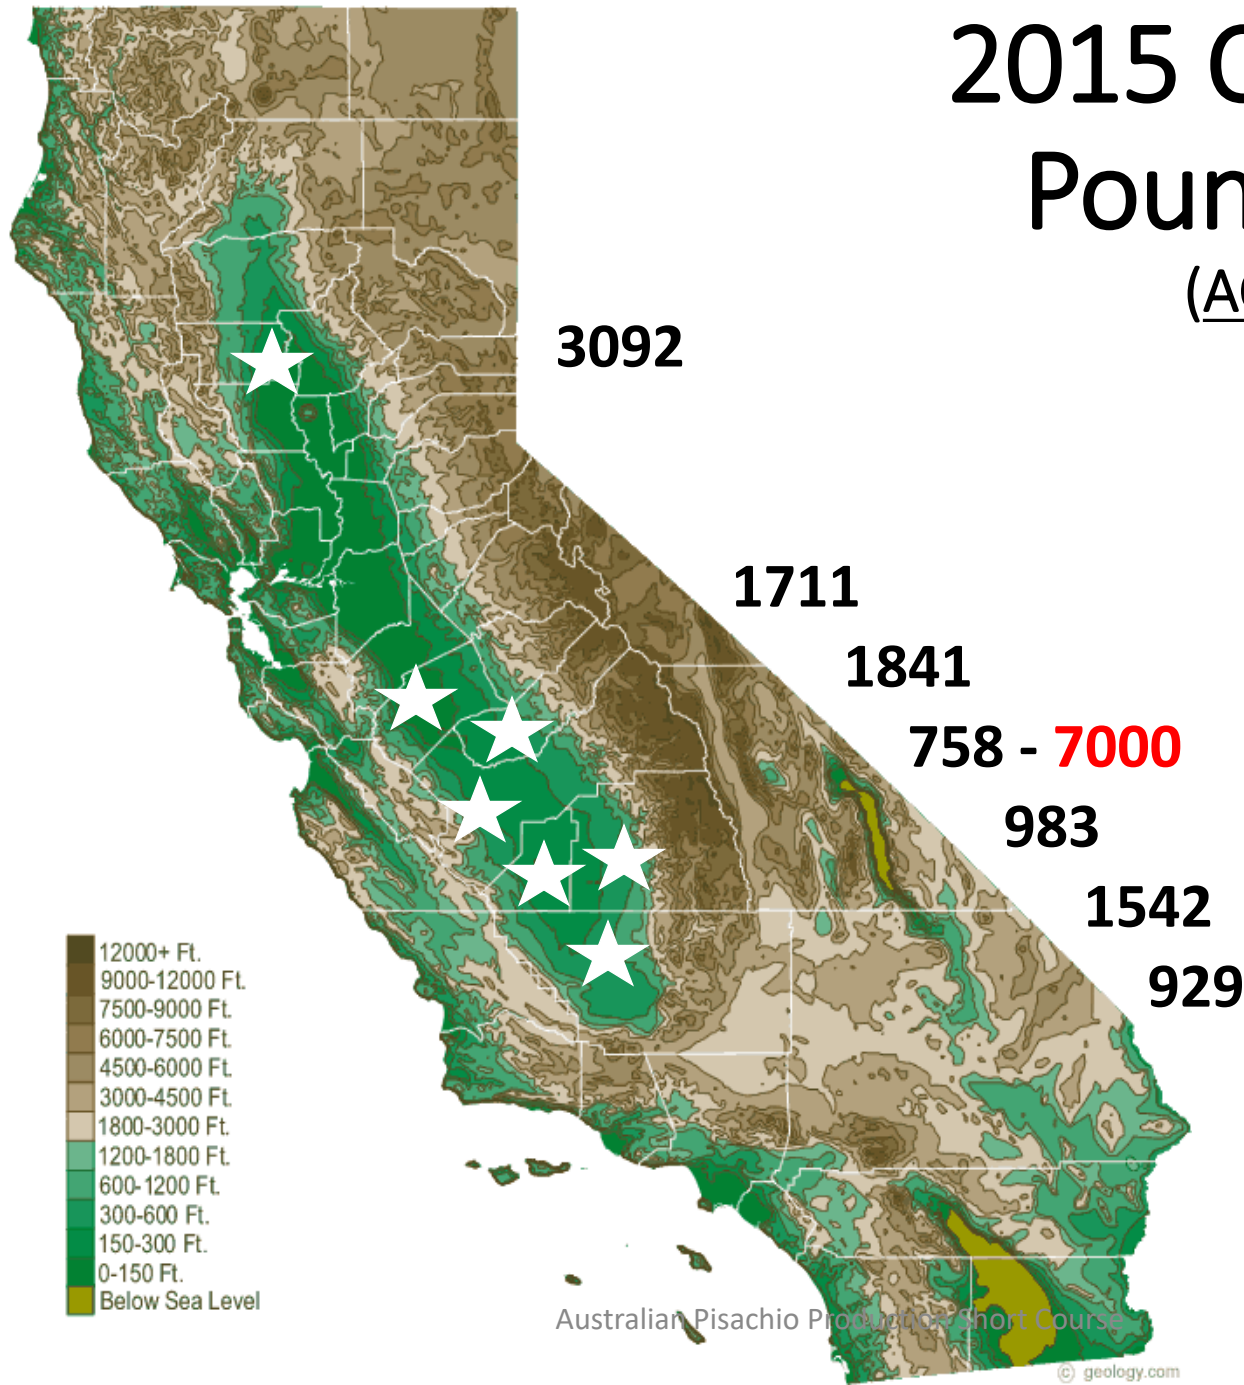 2015
(
3092
1711
1841
758 - 7000
983
1542
929
12000+ Ft.
9000-12000 Ft.
7500-9000 Ft.
6000-7500 Ft.
4500-6000 Ft.
3000-4500 Ft.
1800-3000 Ft.
1200-1800 Ft.
600-1200 Ft.
300-600 Ft.
150-300 Ft.
0-150 Ft.
Below Sea Level
Australian Pisachio Production Short Course
© geology.com